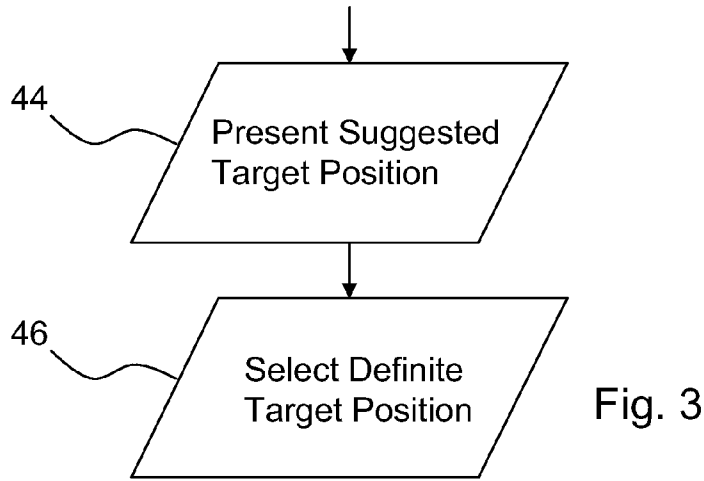 44
Present Suggested
Target Position
46
Select Definite
Target Position
Fig. 3